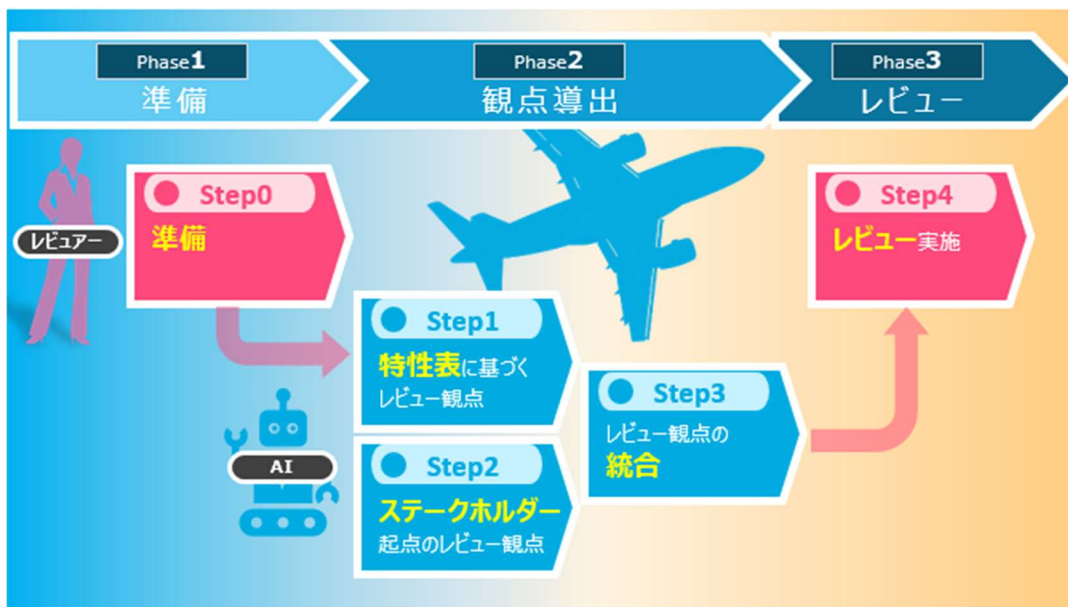 Phase1
準備
Phase2
観点導出
Phase3
レビュー
レビュアー
Step0
準備
Step1
特性表に基づく
レビュー観点
AI
Step2
ステークホルダー
起点のレビュー観点
Step3
レビュー観点の
統合
Step4
レビュー実施